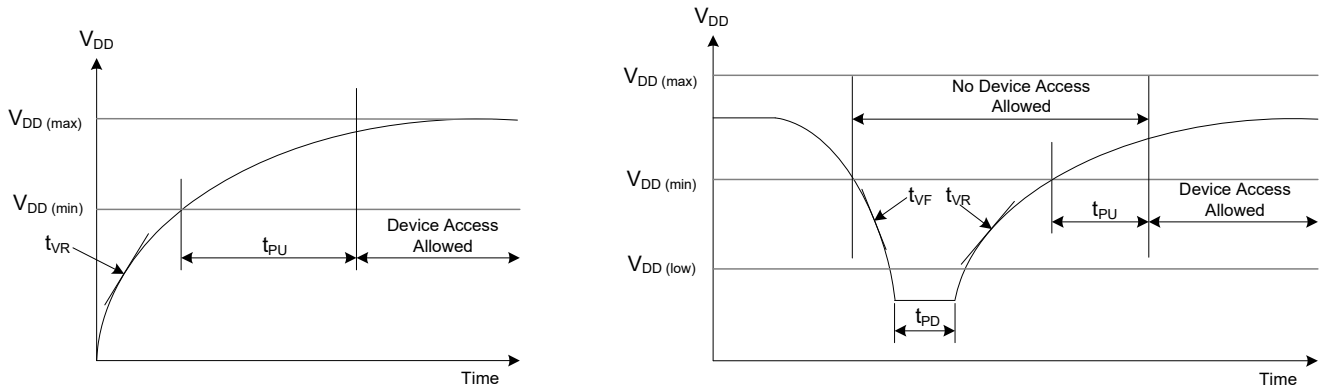 VDD
VDD (max)
VDD (min)
tVR
tPU
Device Access
Allowed
Time
VDD
VDD (max)
No Device Access
Allowed
VDD (min)
tVF
tVR
tPU
Device Access
Allowed
VDD (low)
tPD
Time